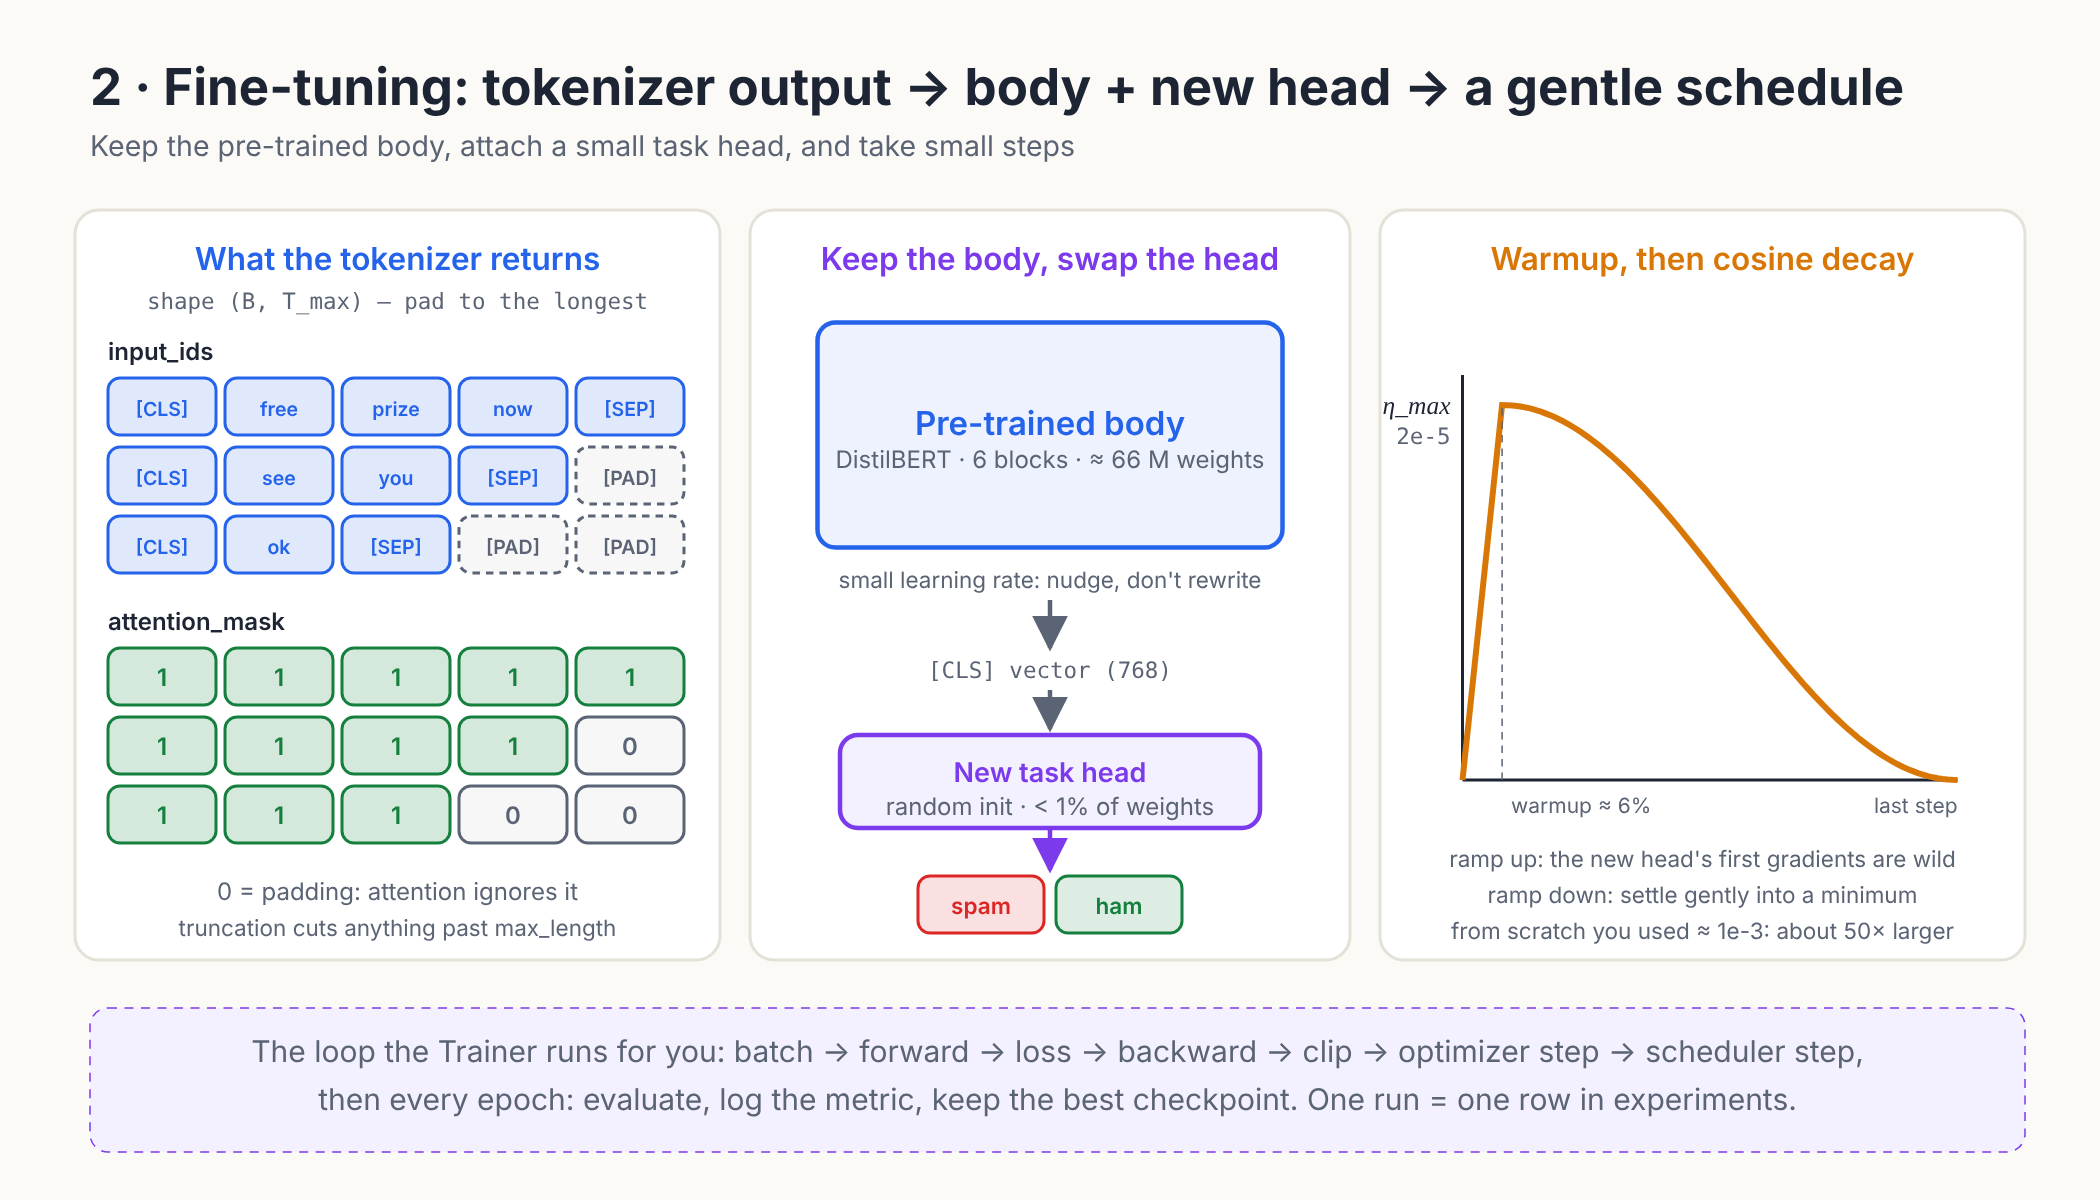 2 · Fine-tuning: tokenizer output → body + new head → a gentle schedule
Keep the pre-trained body, attach a small task head, and take small steps
What the tokenizer returns
shape (B, T_max) — pad to the longest
input_ids
[CLS] free prize now [SEP]
[CLS] see you [SEP] [PAD]
[CLS] ok [SEP] [PAD] [PAD]
attention_mask
1 1 1 1 1
1 1 1 1 0
1 1 1 0 0
0 = padding: attention ignores it
truncation cuts anything past max_length
Keep the body, swap the head
Pre-trained body
DistilBERT · 6 blocks · ≈ 66 M weights
small learning rate: nudge, don't rewrite
[CLS] vector (768)
New task head
random init · < 1% of weights
spam ham
Warmup, then cosine decay
η_max
2e-5
warmup ≈ 6% last step
ramp up: the new head's first gradients are wild
ramp down: settle gently into a minimum
from scratch you used ≈ 1e-3: about 50× larger
The loop the Trainer runs for you: batch → forward → loss → backward → clip → optimizer step → scheduler step,
then every epoch: evaluate, log the metric, keep the best checkpoint. One run = one row in experiments.